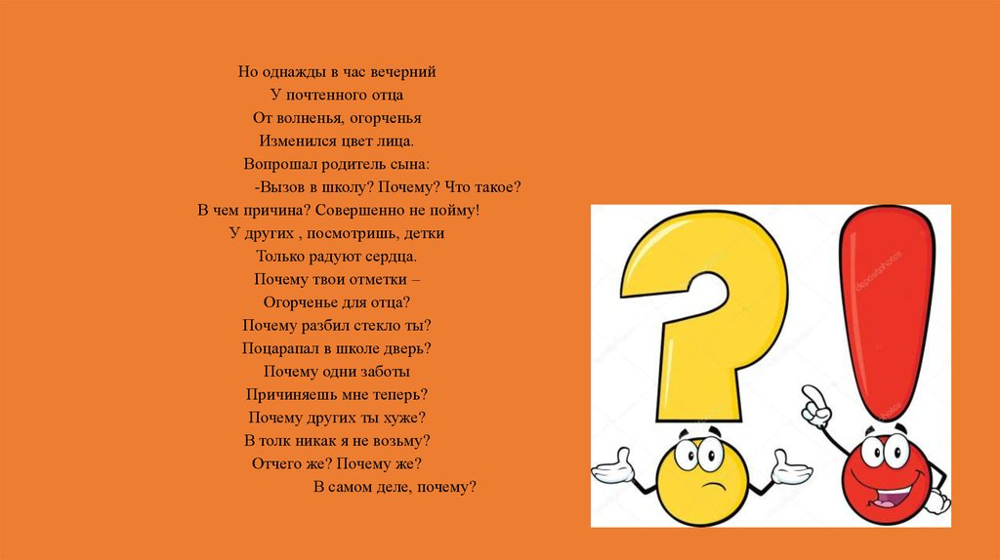 Но однажды в час вечерний
У почтенного отца
От волненья, огорченья
Изменился цвет лица.
Вопрошал родитель сына:
-Вызов в школу? Почему? Что такое?
В чем причина? Совершенно не пойму!
У других , посмотришь, детки
Только радуют сердца.
Почему твои отметки –
Огорченье для отца?
Почему разбил стекло ты?
Поцарапал в школе дверь?
Почему одни заботы
Причиняешь мне теперь?
Почему других ты хуже?
В толк никак я не возьму?
Отчего же? Почему же?
В самом деле, почему?
?!
depositphotos
depositphotos